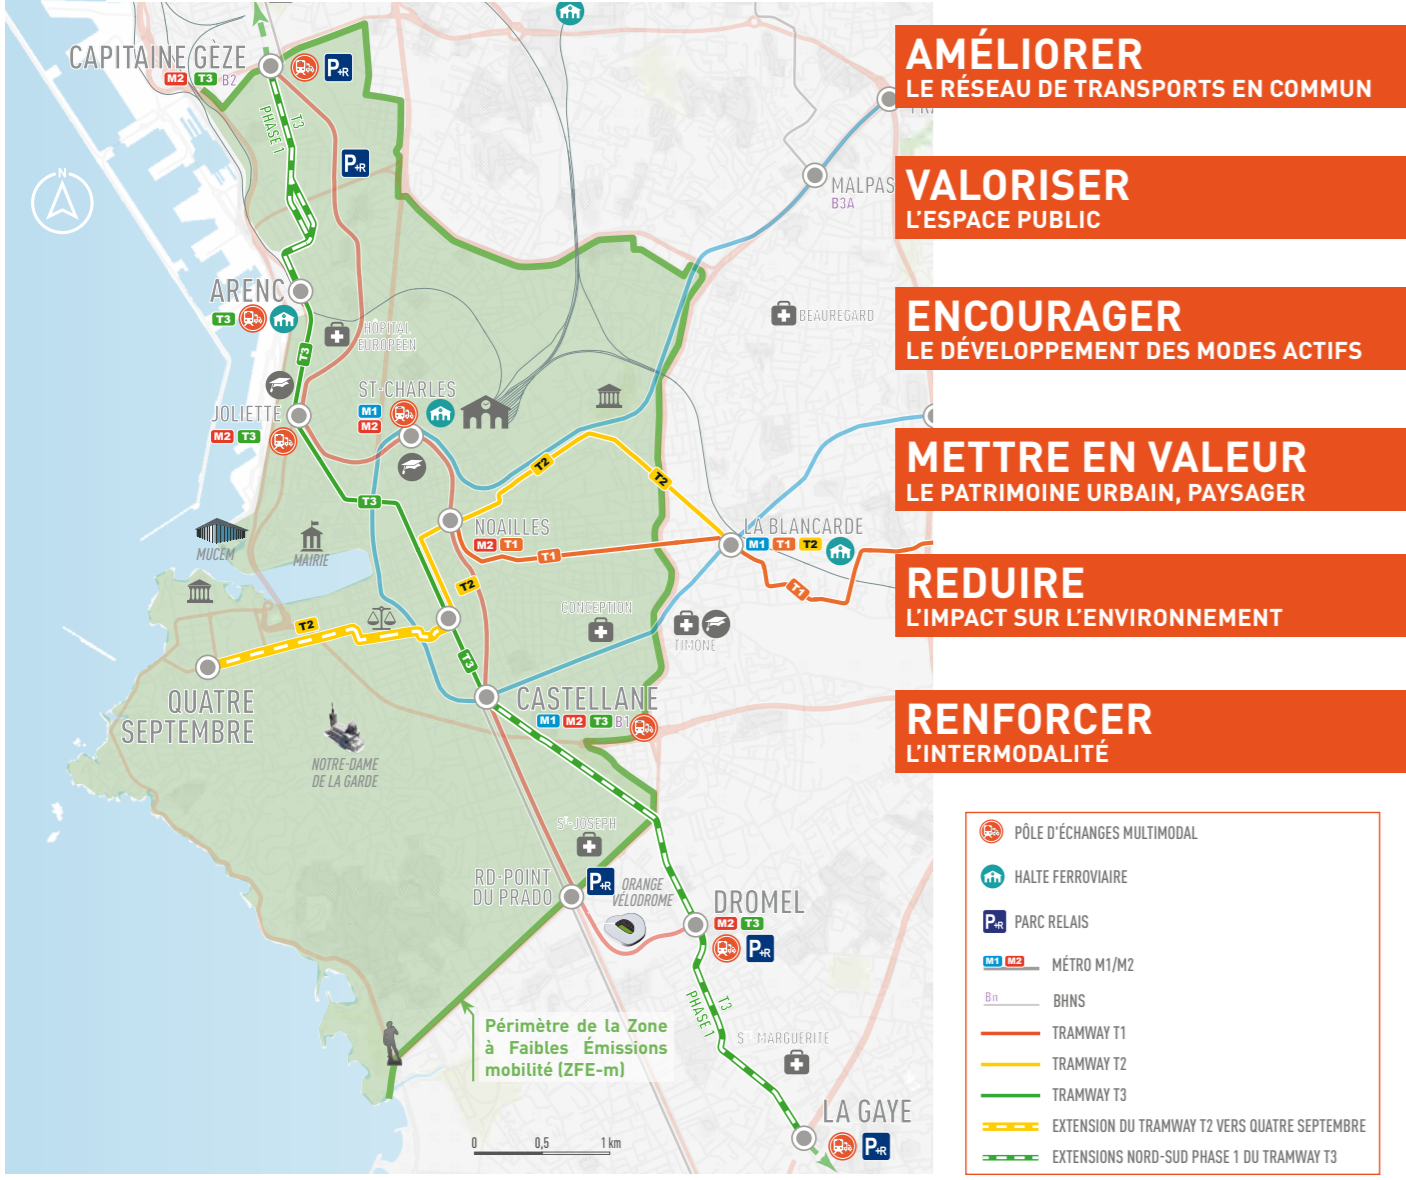 AMÉLIORER
LE RÉSEAU DE TRANSPORTS EN COMMUN
VALORISER
L'ESPACE PUBLIC
ENCOURAGER
LE DÉVELOPPEMENT DES MODES ACTIFS
METTRE EN VALEUR
LE PATRIMOINE URBAIN, PAYSAGER
REDUIRE
L'IMPACT SUR L'ENVIRONNEMENT
RENFORCER
L'INTERMODALITÉ
CAPITAINE GÈZE
M2 T3 B2
P+R
T3
PHASE 1
P+R
N
MALPAS
B3A
ARENC
T3
HÔPITAL
EUROPÉEN
BEAUREGARD
T3
ST-CHARLES
M1
M2
JOLIETTE
M2 T3
T2
T2
T3
NOAILLES
M2 T1
T1
LA BLANCARDE
M1 T1 T2
T1
MUCEM
MAIRIE
T2
CONCEPTION
TIMONE
T2
T3
QUATRE
SEPTEMBRE
CASTELLANE
M1 M2 T3 B1
NOTRE-DAME
DE LA GARDE
ST-JOSEPH
RD-POINT
DU PRADO
P+R
ORANGE
VÉLODROME
DROMEL
M2 T3
P+R
T3
PHASE 1
Périmètre de la Zone
à Faibles Émissions
mobilité (ZFE-m)
MARGUERITE
LA GAYE
P+R
0 0,5 1 km
PÔLE D'ÉCHANGES MULTIMODAL
HALTE FERROVIAIRE
P+R PARC RELAIS
M1 M2 MÉTRO M1/M2
Bn BHNS
TRAMWAY T1
TRAMWAY T2
TRAMWAY T3
EXTENSION DU TRAMWAY T2 VERS QUATRE SEPTEMBRE
EXTENSIONS NORD-SUD PHASE 1 DU TRAMWAY T3